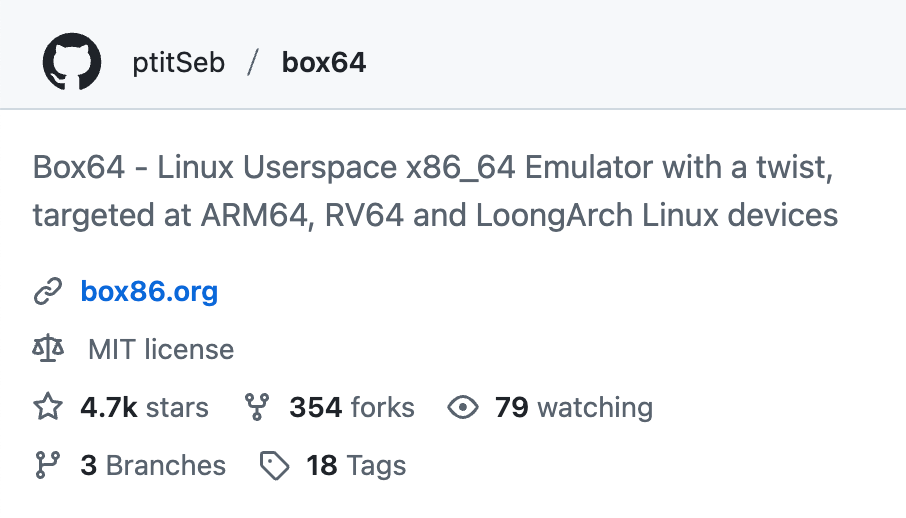 ptitSeb / box64
Box64 - Linux Userspace x86_64 Emulator with a twist,
targeted at ARM64, RV64 and LoongArch Linux devices
box86.org
MIT license
4.7k stars 354 forks 79 watching
3 Branches 18 Tags